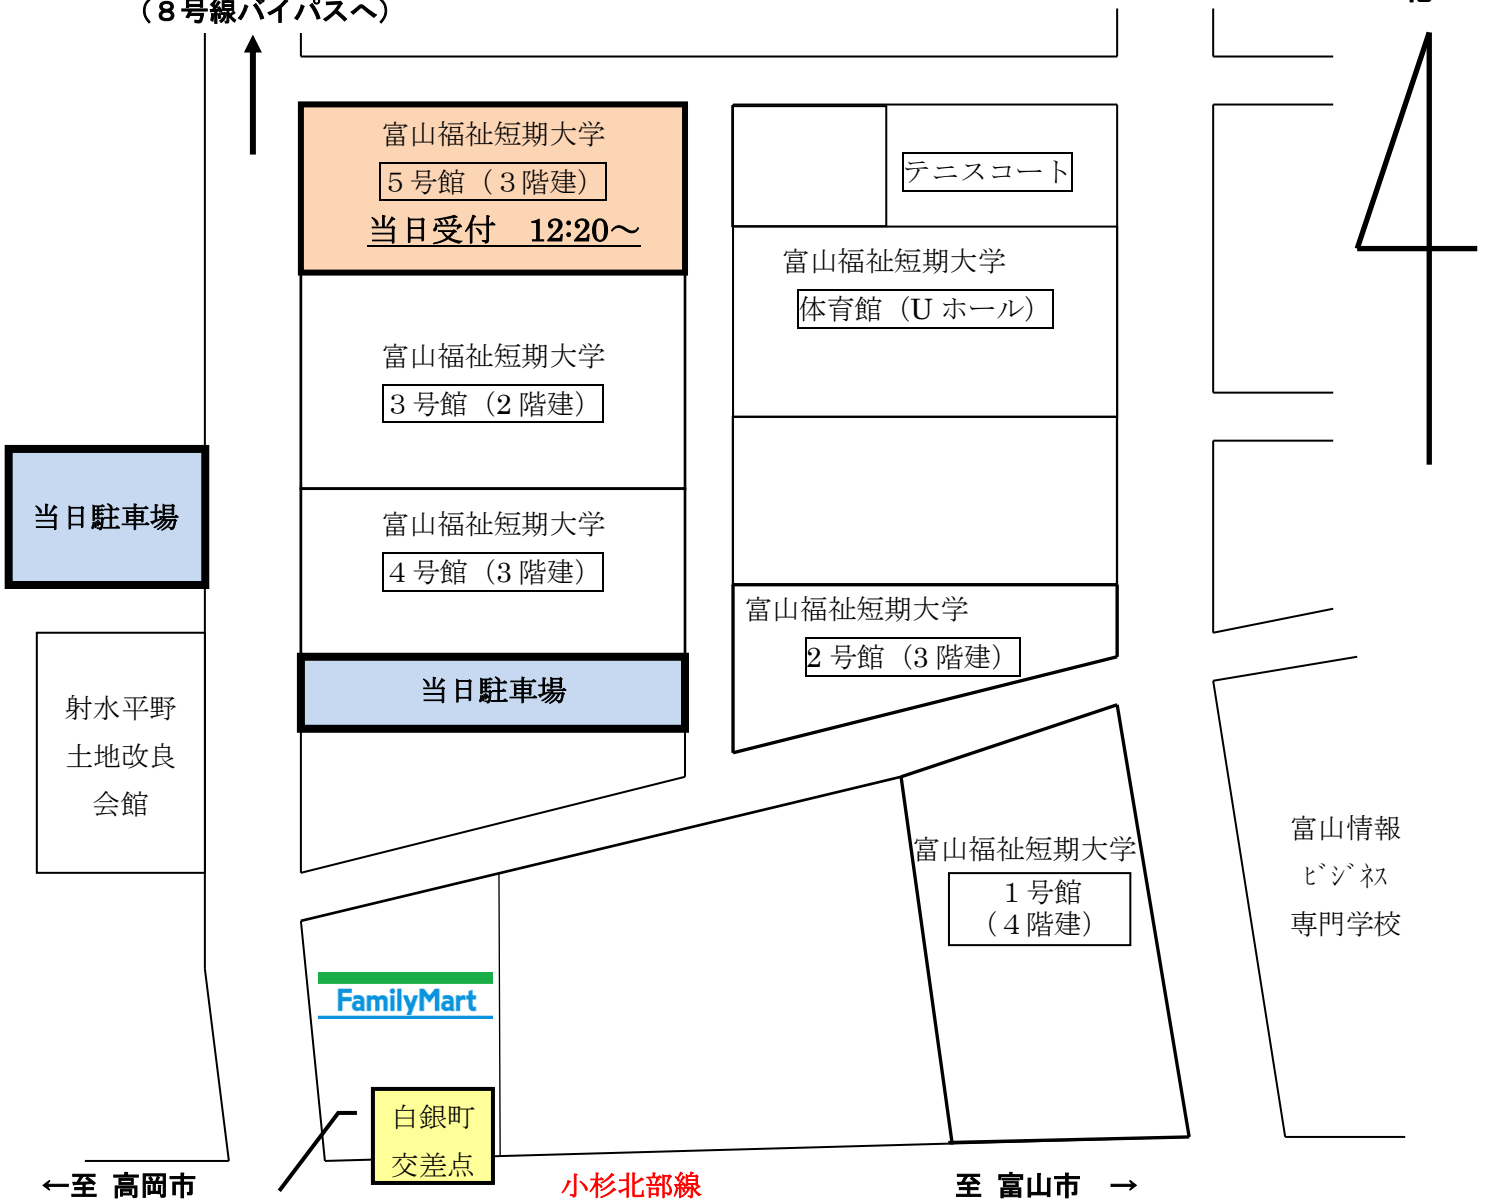 （８号線バイパスへ）
富山福祉短期大学
５号館（３階建）
当日受付　12:20～
テニスコート
富山福祉短期大学
体育館（U ホール）
富山福祉短期大学
３号館（2 階建）
当日駐車場
富山福祉短期大学
４号館（3 階建）
富山福祉短期大学
2 号館（3 階建）
当日駐車場
射水平野
土地改良
会館
富山福祉短期大学
１号館
（４階建）
富山情報
ﾋﾞｼﾞﾈｽ
専門学校
FamilyMart
白銀町
交差点
←至 高岡市
小杉北部線
至 富山市 →